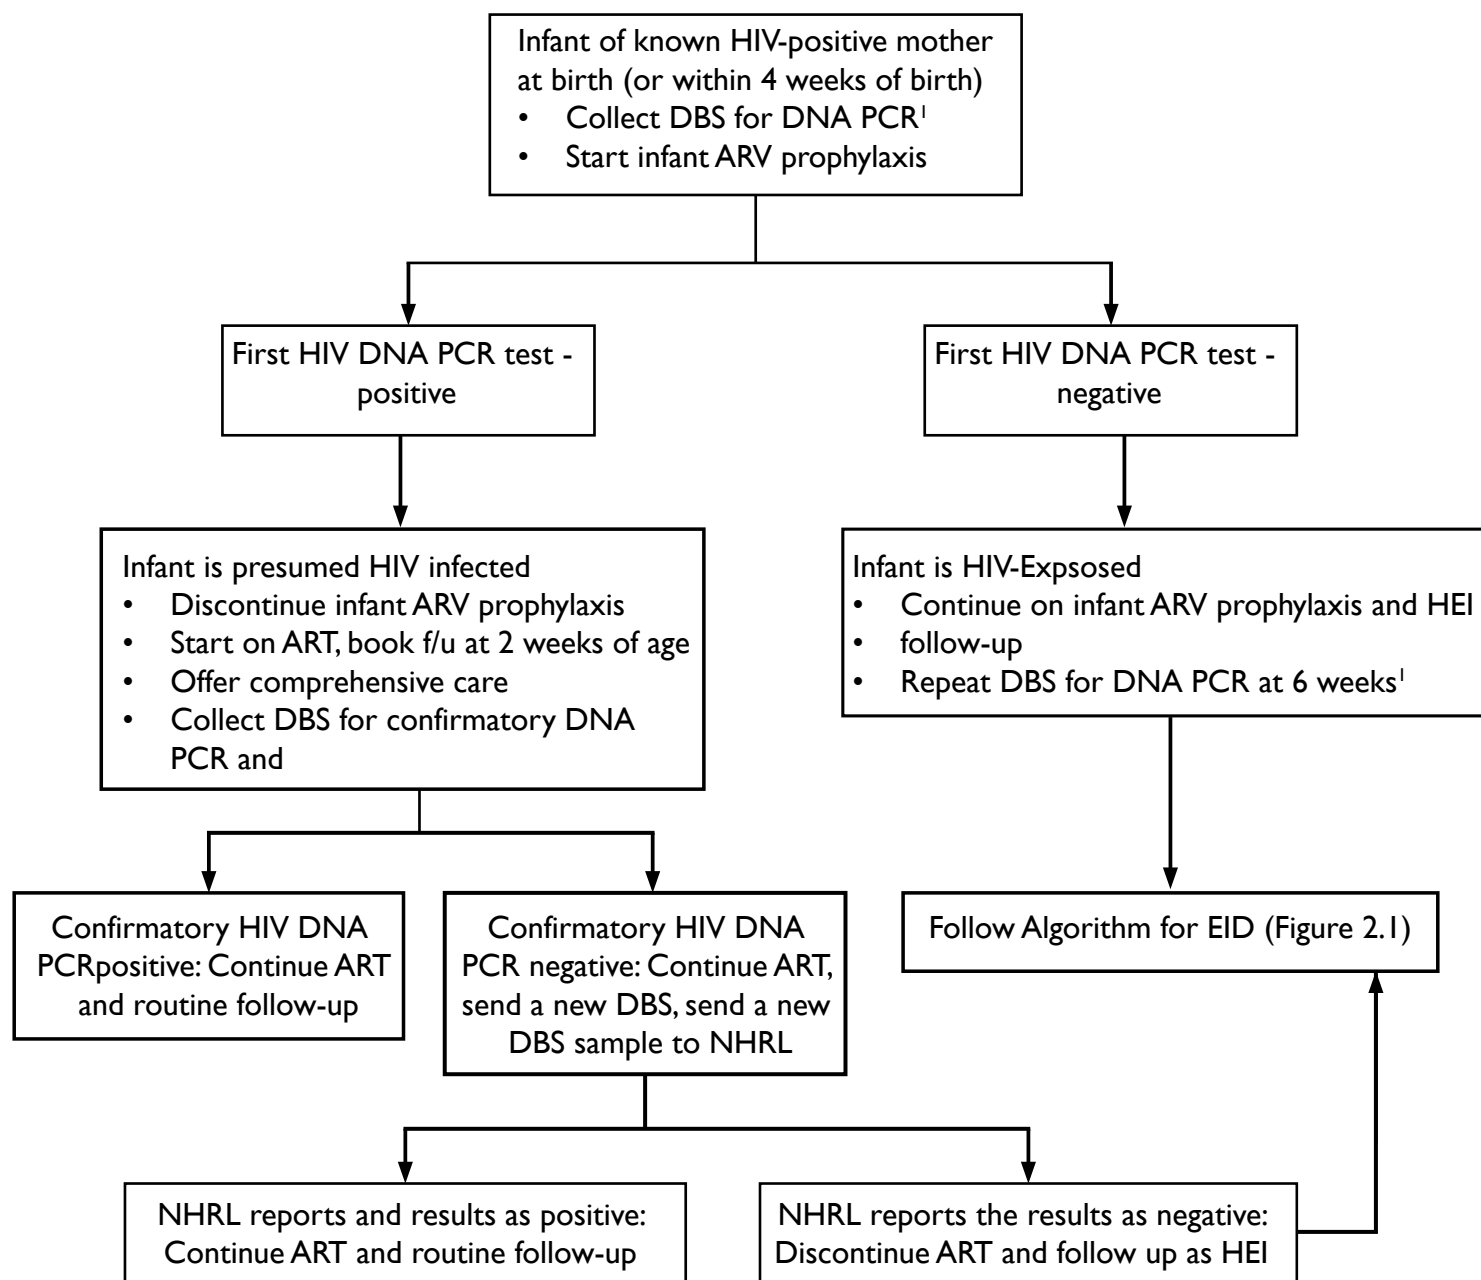 Infant of known HIV-positive mother
at birth (or within 4 weeks of birth)
• Collect DBS for DNA PCR¹
• Start infant ARV prophylaxis
First HIV DNA PCR test -
positive
First HIV DNA PCR test -
negative
Infant is presumed HIV infected
• Discontinue infant ARV prophylaxis
• Start on ART, book f/u at 2 weeks of age
• Offer comprehensive care
• Collect DBS for confirmatory DNA
PCR and
Infant is HIV-Expsosed
• Continue on infant ARV prophylaxis and HEI
• follow-up
• Repeat DBS for DNA PCR at 6 weeks¹
Confirmatory HIV DNA
PCRpositive: Continue ART
and routine follow-up
Confirmatory HIV DNA
PCR negative: Continue ART,
send a new DBS, send a new
DBS sample to NHRL
Follow Algorithm for EID (Figure 2.1)
NHRL reports and results as positive:
Continue ART and routine follow-up
NHRL reports the results as negative:
Discontinue ART and follow up as HEI